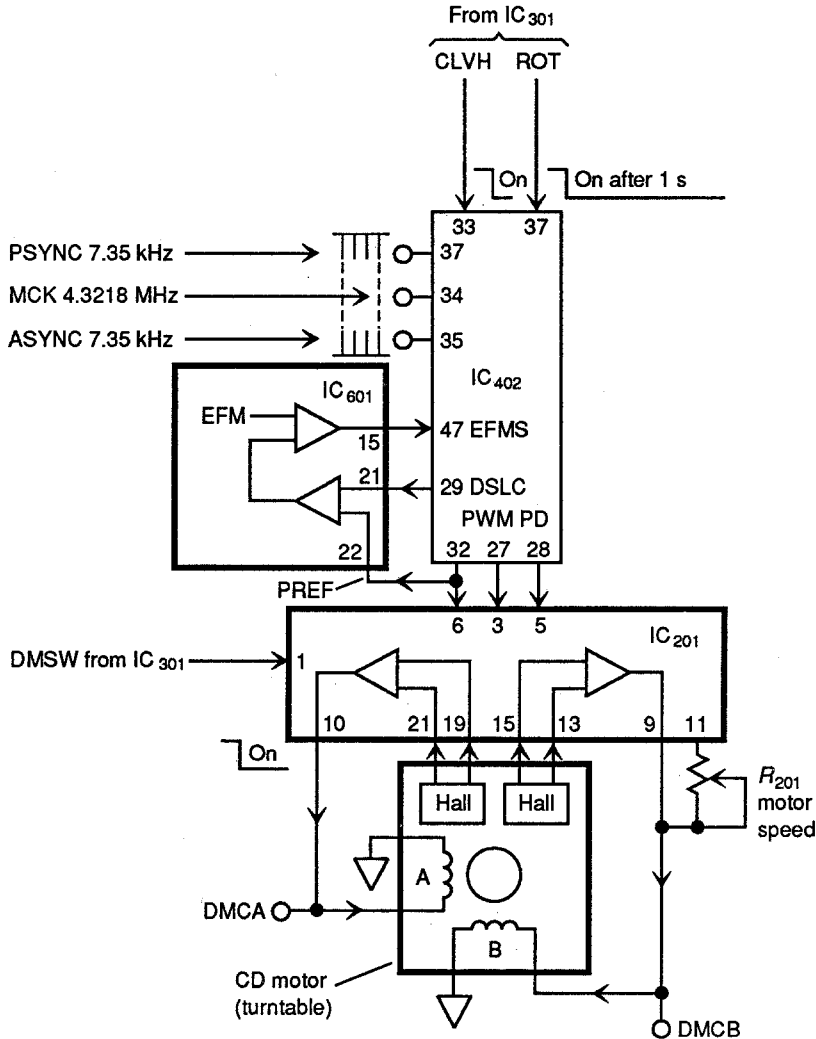 From IC301
CLVH ROT
On
On after 1 s
33 37
PSYNC 7.35 kHz
37
MCK 4.3218 MHz
34
ASYNC 7.35 kHz
35
IC402
IC601
EFM
15
47 EFMS
21
29 DSLC
PWM PD
22
32 27 28
PREF
6 3 5
IC201
DMSW from IC301
1
10 21 19 15 13 9 11
On
Hall Hall
R201
motor
speed
A
DMCA
B
CD motor
(turntable)
DMCB